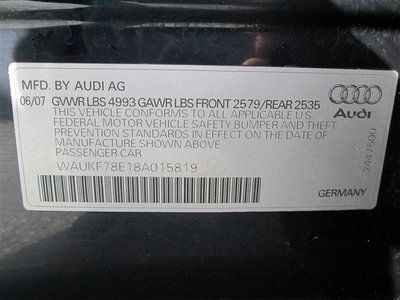 MFD. BY AUDI AG
06/07 GVWR LBS 4993 GAWR LBS FRONT 2579/REAR 2535
THIS VEHICLE CONFORMS TO ALL APPLICABLE U.S
FEDERAL MOTOR VEHICLE SAFETY BUMPER AND THEFT
PREVENTION STANDARDS IN EFFECT ON THE DATE OF
MANUFACTURE SHOWN ABOVE
PASSENGER CAR
WAUKF78E18A015819
Audi
2447500
GERMANY